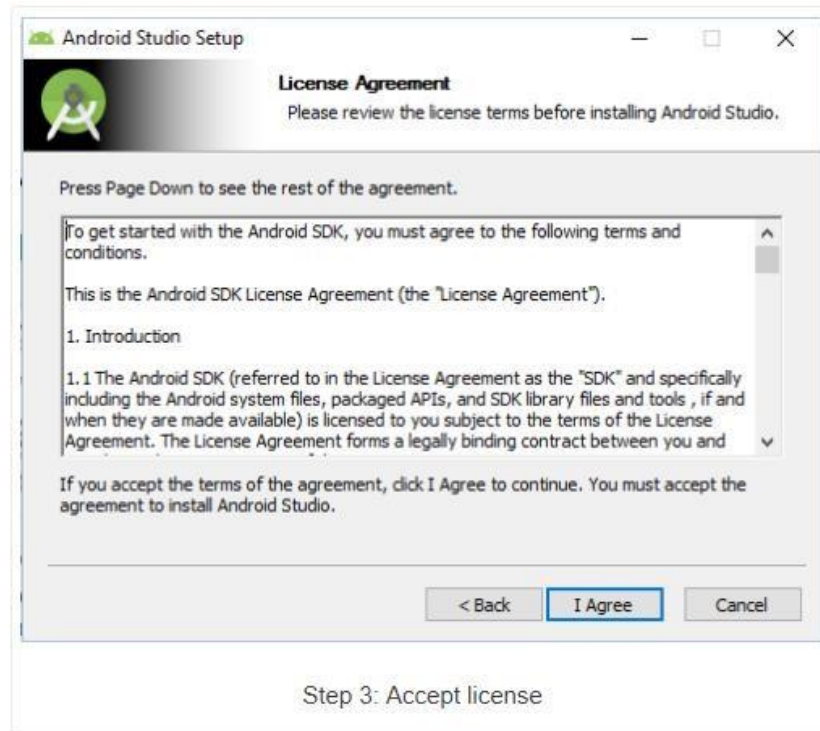 Android Studio Setup
License Agreement
Please review the license terms before installing Android Studio.
Press Page Down to see the rest of the agreement.
To get started with the Android SDK, you must agree to the following terms and
conditions.
This is the Android SDK License Agreement (the "License Agreement").
1. Introduction
1.1 The Android SDK (referred to in the License Agreement as the "SDK" and specifically
including the Android system files, packaged APIs, and SDK library files and tools , if and
when they are made available) is licensed to you subject to the terms of the License
Agreement. The License Agreement forms a legally binding contract between you and
If you accept the terms of the agreement, click I Agree to continue. You must accept the
agreement to install Android Studio.
< Back I Agree Cancel
Step 3: Accept license